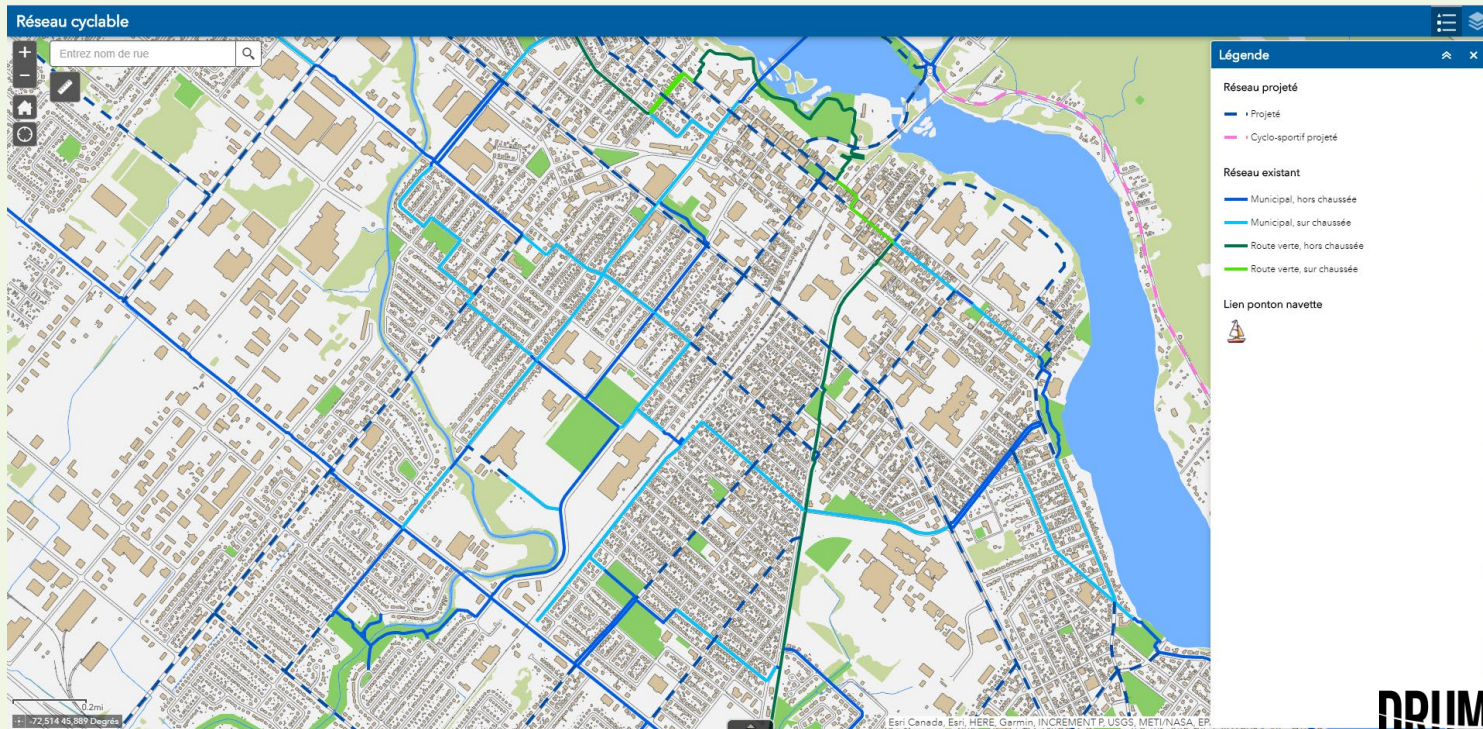 Réseau cyclable
Entrez nom de rue
Légende
Réseau projeté
Projeté
Cyclo-sportif projeté
Réseau existant
Municipal, hors chaussée
Municipal, sur chaussée
Route verte, hors chaussée
Route verte, sur chaussée
Lien ponton navette
0.2mi
-72,514 45,889 Degrés
Esri Canada, Esri, HERE, Garmin, INCREMENT P, USGS, METI/NASA, EP
DRUM